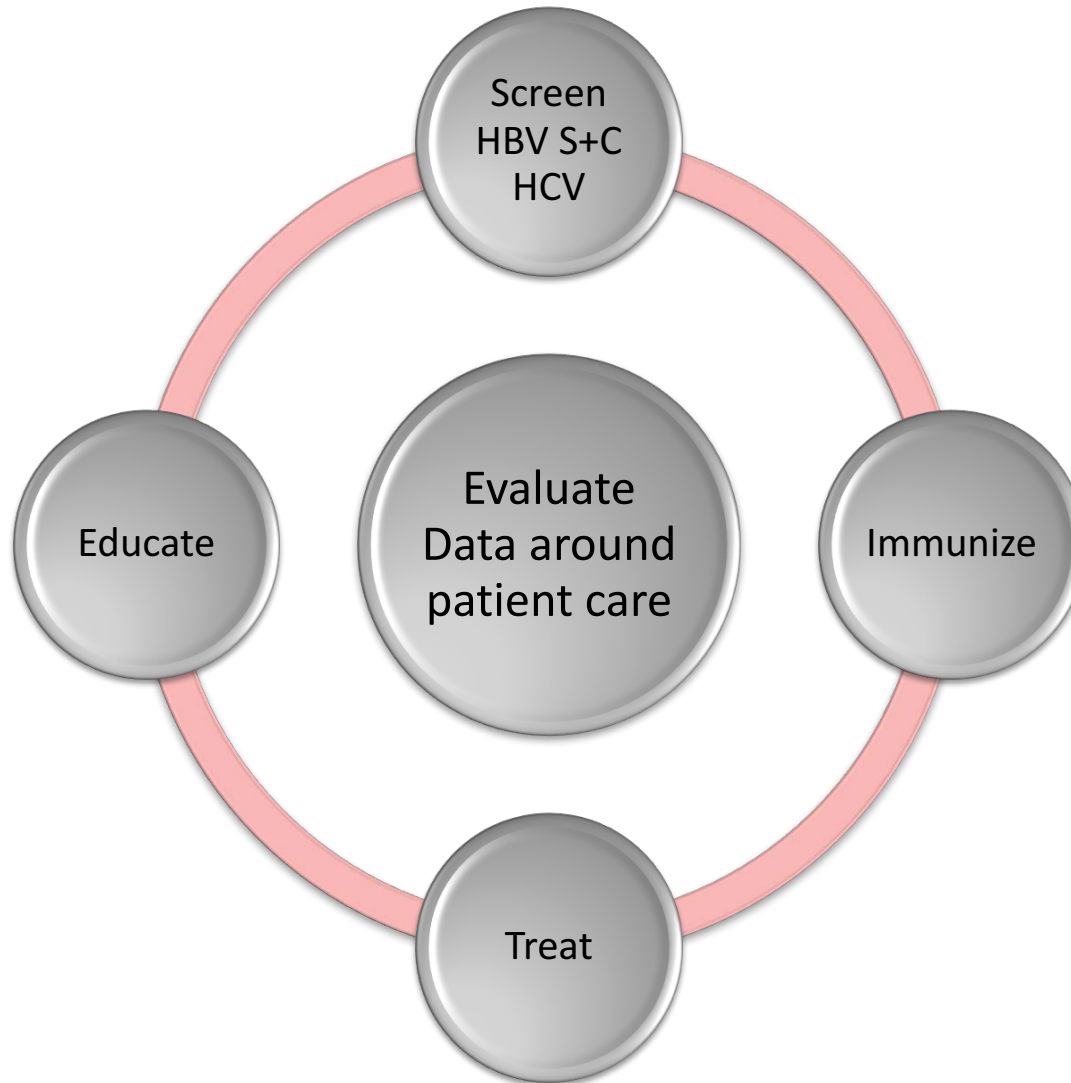 Screen
HBV S+C
HCV
Educate
Evaluate
Data around
patient care
Immunize
Treat